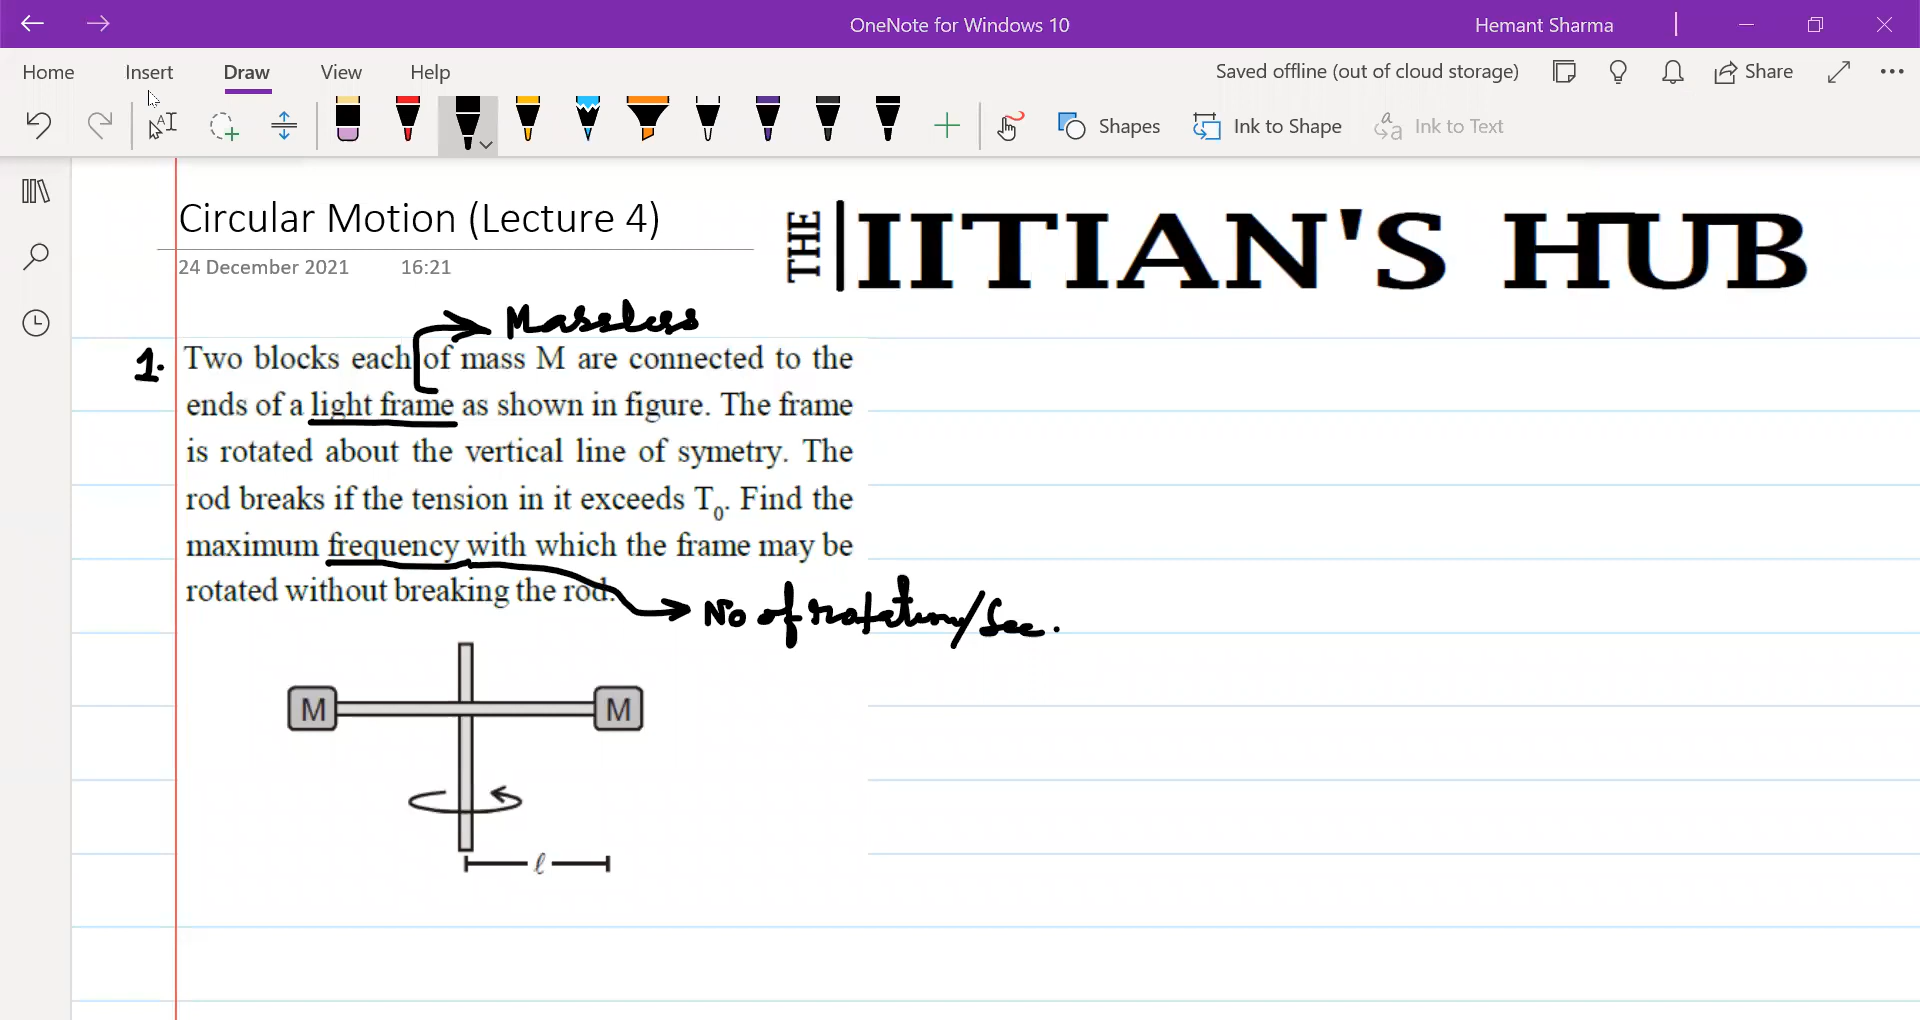 OneNote for Windows 10
Hemant Sharma
Home Insert Draw View Help
Saved offline (out of cloud storage)
Share
Shapes
Ink to Shape
Ink to Text
Circular Motion (Lecture 4)
24 December 2021 16:21
THE IITIAN'S HUB
Massless
1. Two blocks each of mass M are connected to the
ends of a light frame as shown in figure. The frame
is rotated about the vertical line of symetry. The
rod breaks if the tension in it exceeds T₀. Find the
maximum frequency with which the frame may be
rotated without breaking the rod.
No of rotation/Sec.
M
M
ℓ